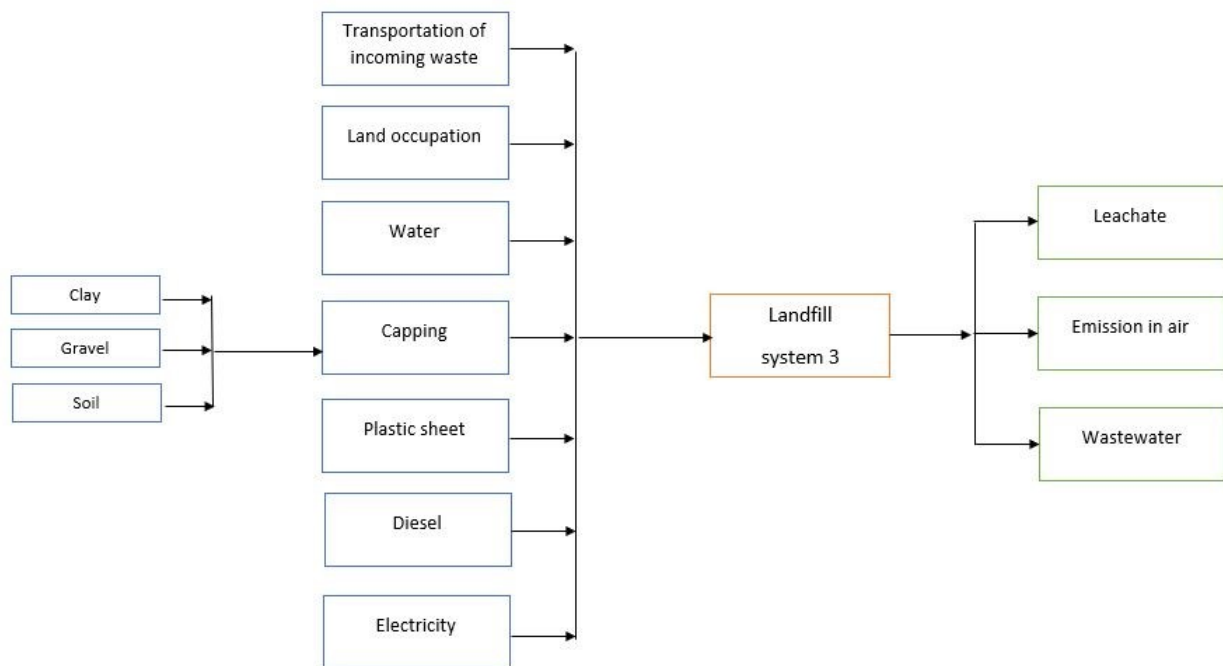 Transportation of
incoming waste
Land occupation
Water
Clay
Gravel
Soil
Capping
Plastic sheet
Diesel
Electricity
Landfill
system 3
Leachate
Emission in air
Wastewater